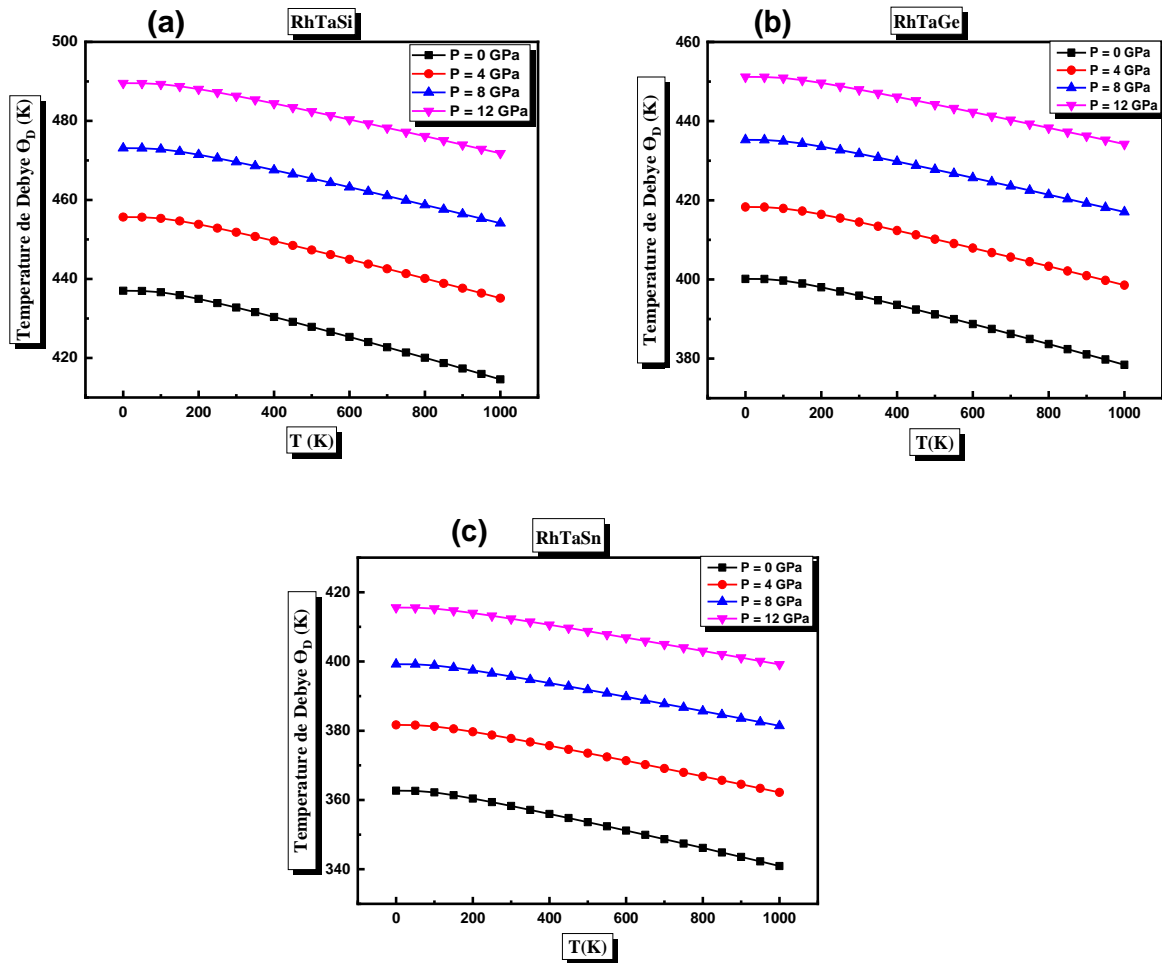 (a)
RhTaSi
P = 0 GPa
P = 4 GPa
P = 8 GPa
P = 12 GPa
Temperature de Debye ΘD (K)
500
480
460
440
420
0 200 400 600 800 1000
T (K)
(b)
RhTaGe
P = 0 GPa
P = 4 GPa
P = 8 GPa
P = 12 GPa
Temperature de Debye ΘD (K)
460
440
420
400
380
0 200 400 600 800 1000
T(K)
(c)
RhTaSn
P = 0 GPa
P = 4 GPa
P = 8 GPa
P = 12 GPa
Temperature de Debye ΘD (K)
420
400
380
360
340
0 200 400 600 800 1000
T(K)